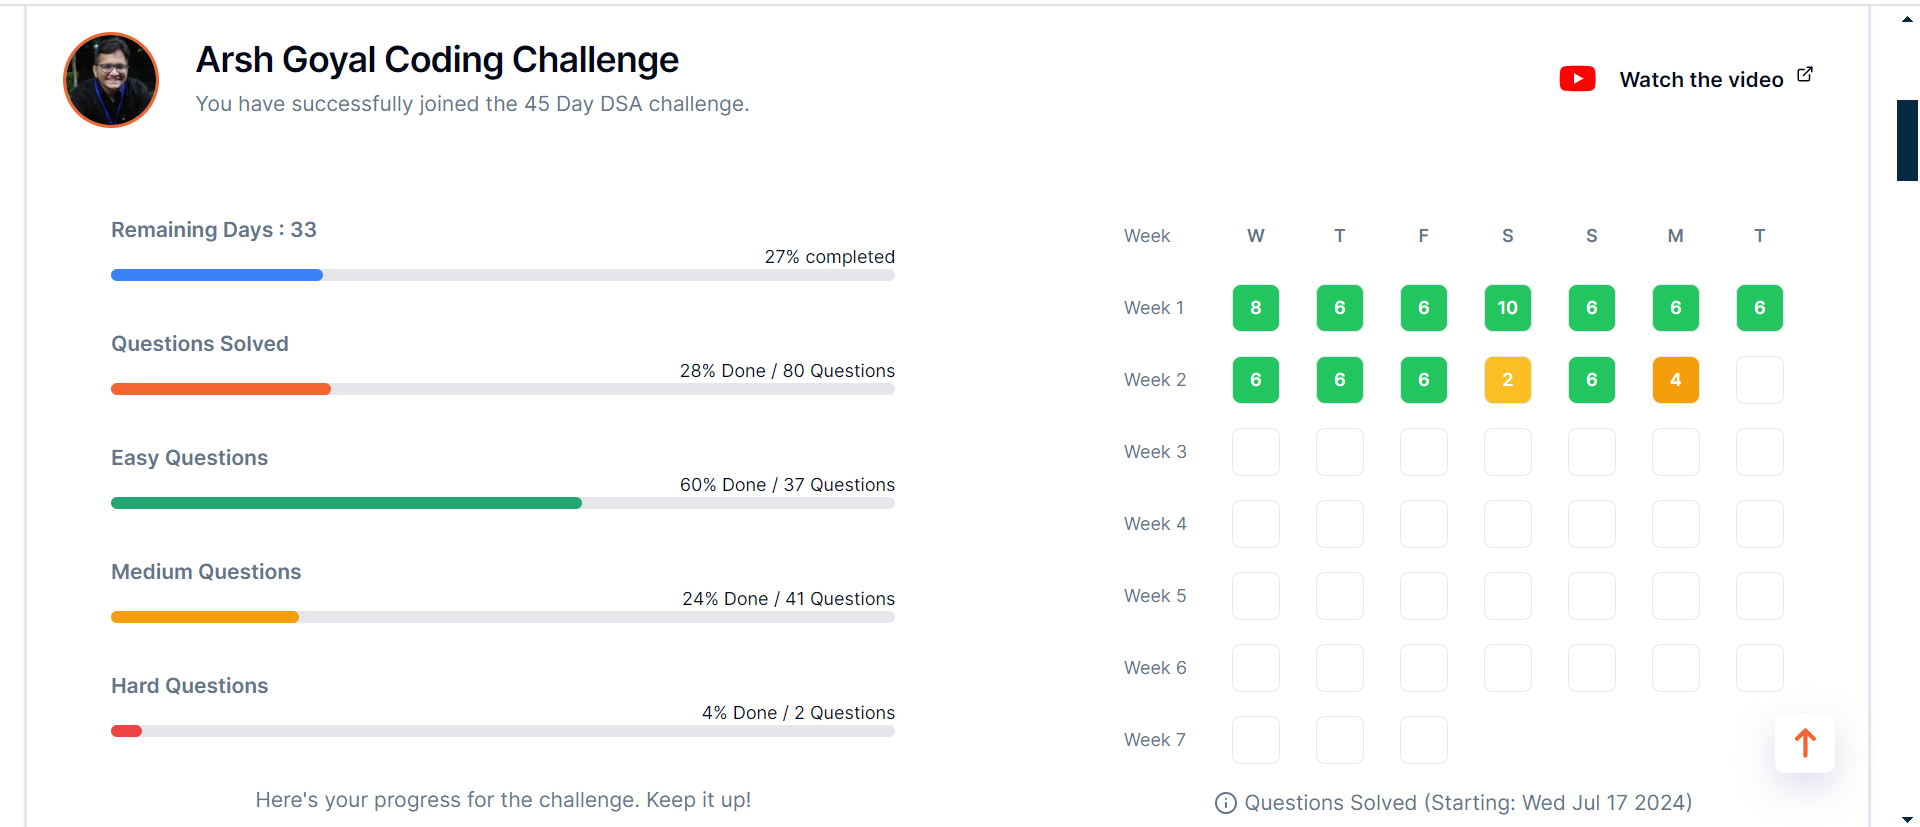 Arsh Goyal Coding Challenge
You have successfully joined the 45 Day DSA challenge.
Watch the video
Remaining Days : 33
27% completed
Questions Solved
28% Done / 80 Questions
Easy Questions
60% Done / 37 Questions
Medium Questions
24% Done / 41 Questions
Hard Questions
4% Done / 2 Questions
Here's your progress for the challenge. Keep it up!
Week W T F S S M T
Week 1 8 6 6 10 6 6 6
Week 2 6 6 6 2 6 4
Week 3
Week 4
Week 5
Week 6
Week 7
Questions Solved (Starting: Wed Jul 17 2024)